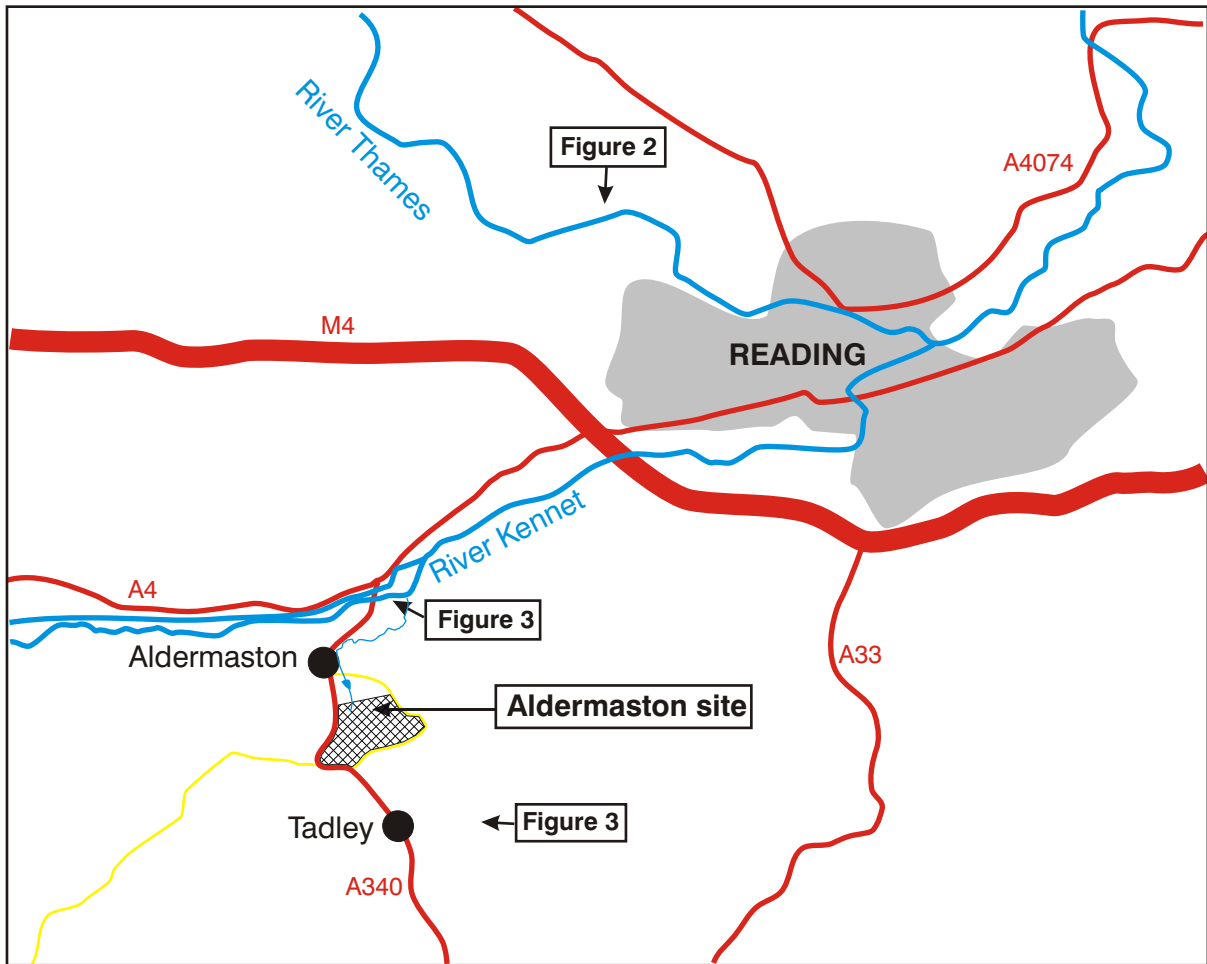 River Thames
Figure 2
A4074
M4
READING
River Kennet
A4
Figure 3
Aldermaston
A33
Aldermaston site
Tadley
Figure 3
A340